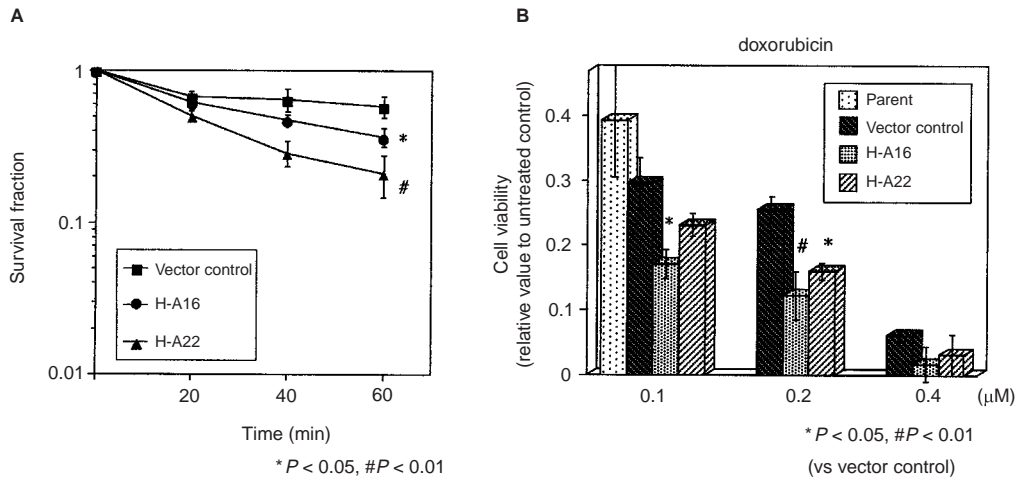 A
Survival fraction
1
0.1
0.01
20 40 60
Time (min)
Vector control
H-A16
H-A22
*
#
* P < 0.05, #P < 0.01
B
doxorubicin
Cell viability
(relative value to untreated control)
0.4
0.3
0.2
0.1
0
Parent
Vector control
H-A16
H-A22
*
# *
0.1 0.2 0.4 (μM)
* P < 0.05, #P < 0.01
(vs vector control)